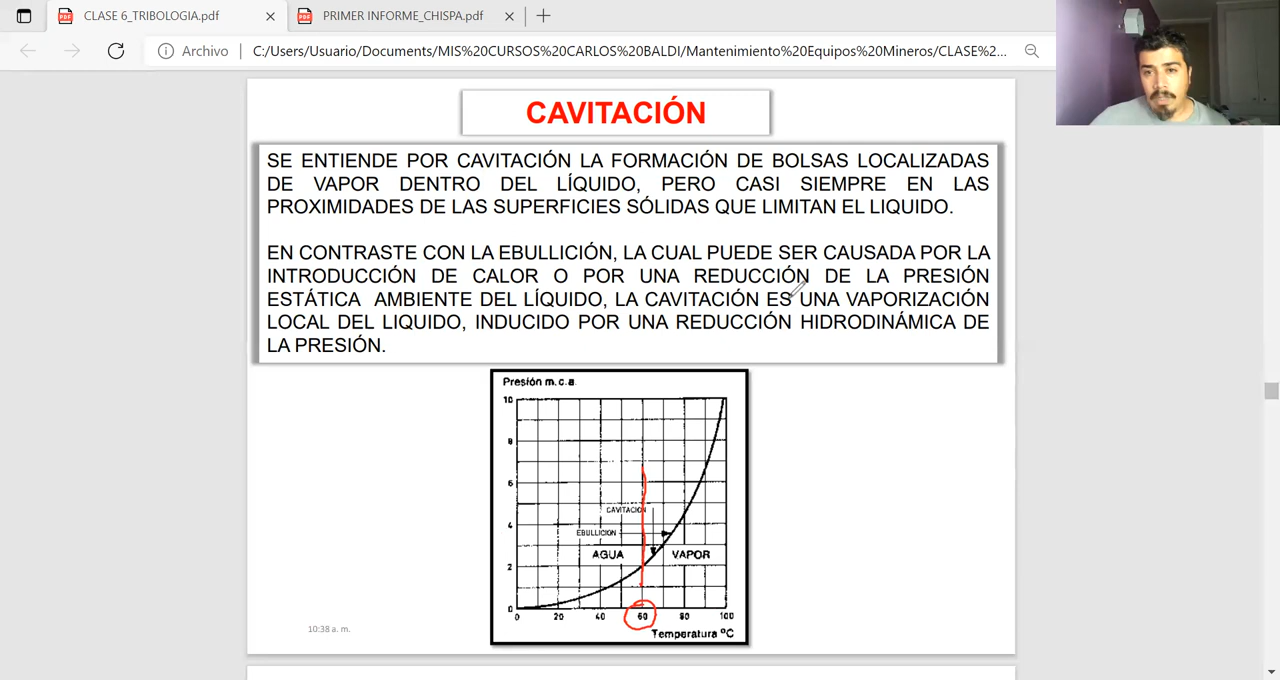 CLASE 6_TRIBOLOGIA.pdf
PRIMER INFORME_CHISPA.pdf
Archivo
C:/Users/Usuario/Documents/MIS%20CURSOS%20CARLOS%20BALDI/Mantenimiento%20Equipos%20Mineros/CLASE%2...
CAVITACIÓN
SE ENTIENDE POR CAVITACIÓN LA FORMACIÓN DE BOLSAS LOCALIZADAS
DE VAPOR DENTRO DEL LÍQUIDO, PERO CASI SIEMPRE EN LAS
PROXIMIDADES DE LAS SUPERFICIES SÓLIDAS QUE LIMITAN EL LIQUIDO.
EN CONTRASTE CON LA EBULLICIÓN, LA CUAL PUEDE SER CAUSADA POR LA
INTRODUCCIÓN DE CALOR O POR UNA REDUCCIÓN DE LA PRESIÓN
ESTÁTICA AMBIENTE DEL LÍQUIDO, LA CAVITACIÓN ES UNA VAPORIZACIÓN
LOCAL DEL LIQUIDO, INDUCIDO POR UNA REDUCCIÓN HIDRODINÁMICA DE
LA PRESIÓN.
Presión m.c.a.
10
8
6
CAVITACION
4
EBULLICION
AGUA VAPOR
2
0
0 20 40 60 80 100
Temperatura ºC
10:38 a. m.